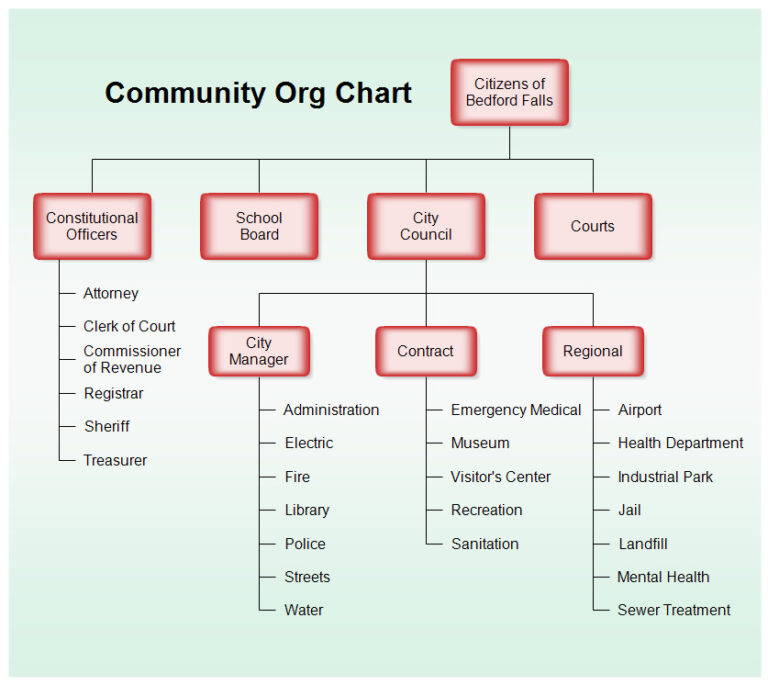 Community Org Chart
Citizens of
Bedford Falls
Constitutional
Officers
School
Board
City
Council
Courts
Attorney
Clerk of Court
Commissioner
of Revenue
Registrar
Sheriff
Treasurer
City
Manager
Contract
Regional
Administration
Electric
Fire
Library
Police
Streets
Water
Emergency Medical
Museum
Visitor's Center
Recreation
Sanitation
Airport
Health Department
Industrial Park
Jail
Landfill
Mental Health
Sewer Treatment